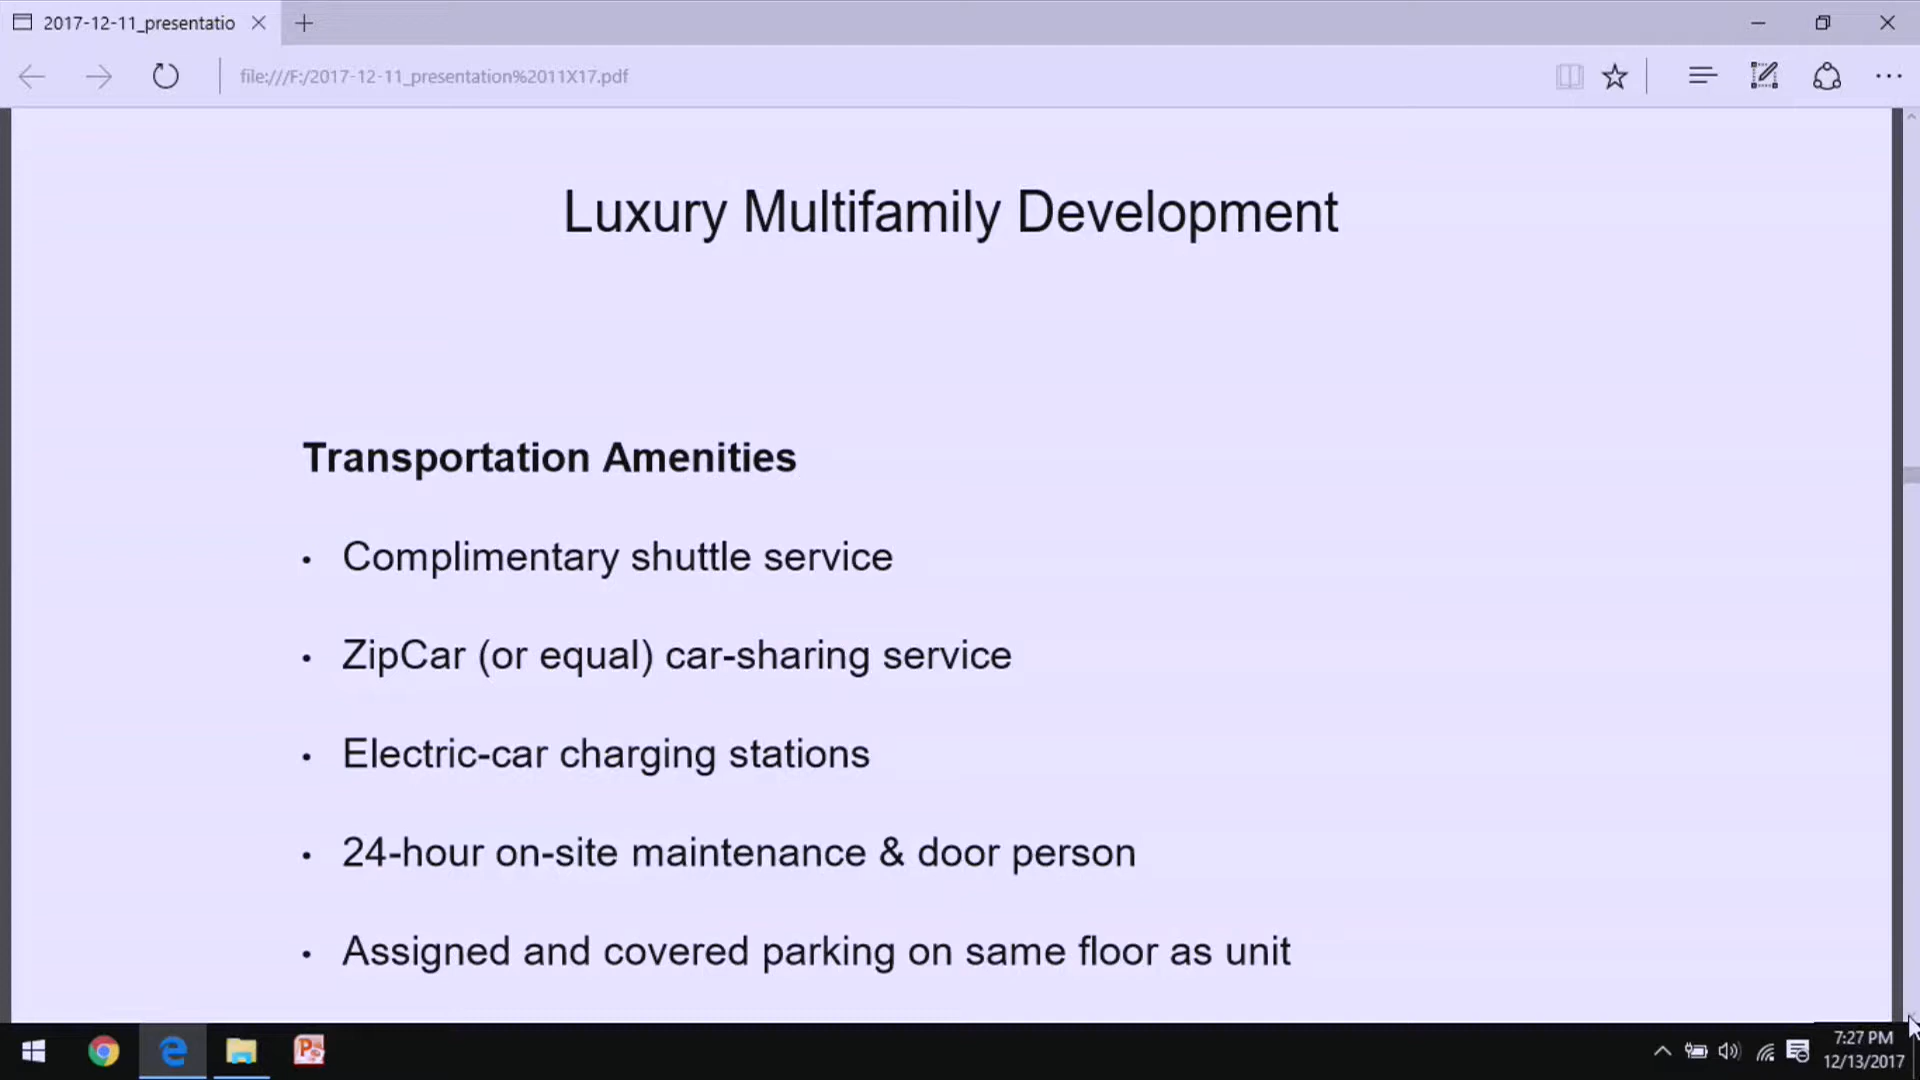 2017-12-11_presentatio
file:///F:/2017-12-11_presentation%2011X17.pdf
Luxury Multifamily Development
Transportation Amenities
• Complimentary shuttle service
• ZipCar (or equal) car-sharing service
• Electric-car charging stations
• 24-hour on-site maintenance & door person
• Assigned and covered parking on same floor as unit
7:27 PM
12/13/2017